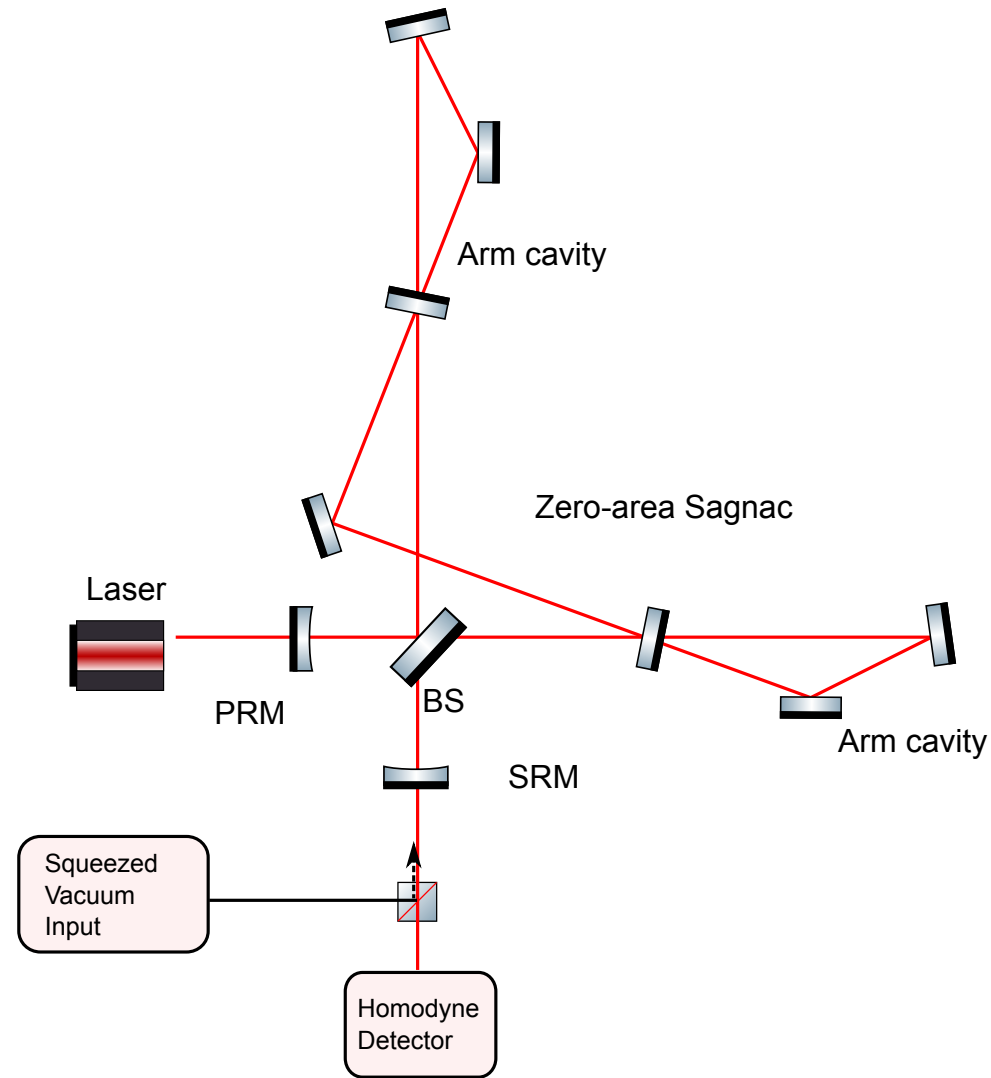 Arm cavity
Zero-area Sagnac
Laser
PRM
BS
Arm cavity
SRM
Squeezed
Vacuum
Input
Homodyne
Detector